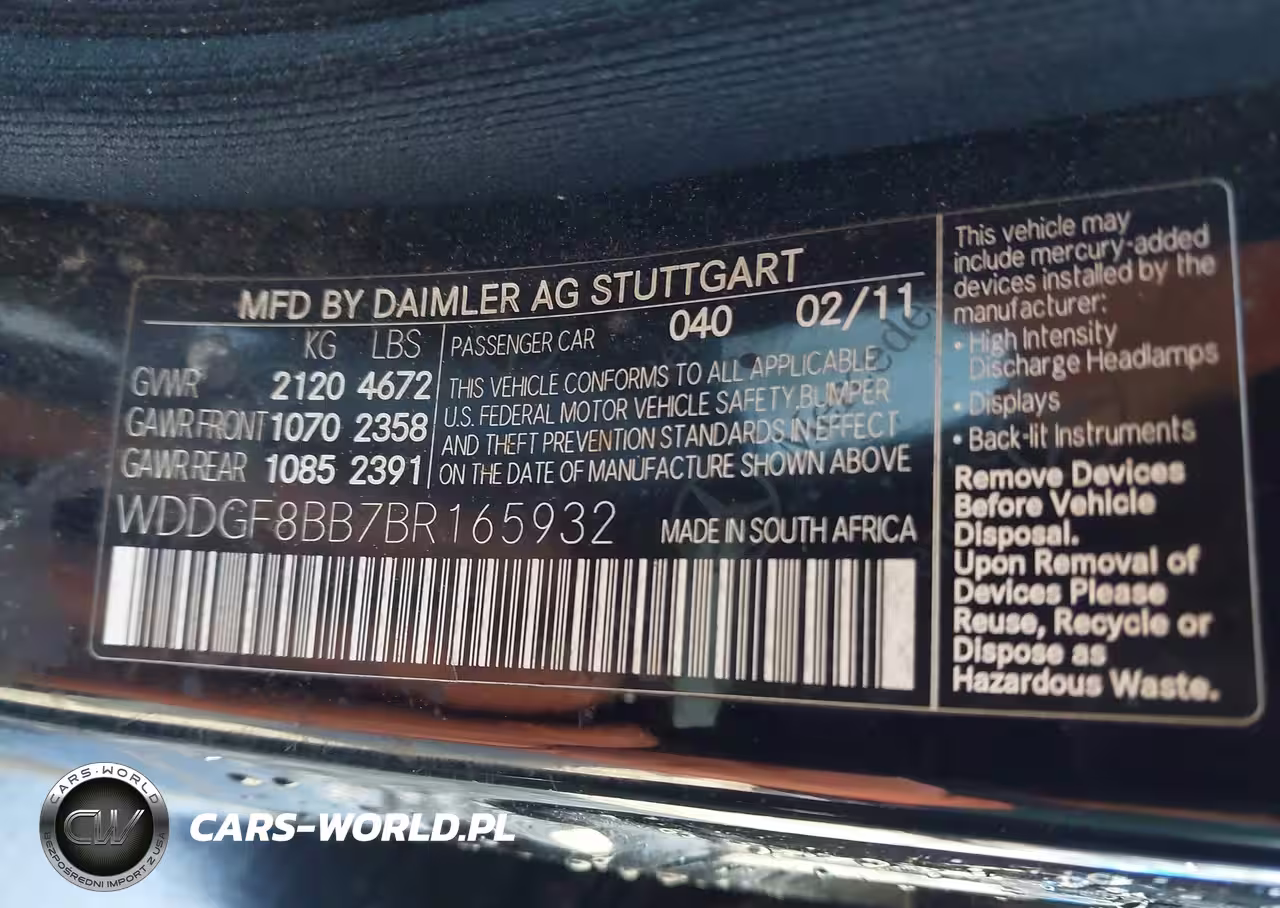 MFD BY DAIMLER AG STUTTGART
KG LBS
GVWR 2120 4672
GAWR FRONT 1070 2358
GAWR REAR 1085 2391
PASSENGER CAR 040 02/11
THIS VEHICLE CONFORMS TO ALL APPLICABLE
U.S. FEDERAL MOTOR VEHICLE SAFETY,BUMPER
AND THEFT PREVENTION STANDARDS IN EFFECT
ON THE DATE OF MANUFACTURE SHOWN ABOVE
WDDGF8BB7BR165932 MADE IN SOUTH AFRICA
This vehicle may
include mercury-added
devices installed by the
manufacturer:
• High Intensity
Discharge Headlamps
• Displays
• Back-lit Instruments
Remove Devices
Before Vehicle
Disposal.
Upon Removal of
Devices Please
Reuse, Recycle or
Dispose as
Hazardous Waste.
CARS-WORLD
CW
BEZPOŚREDNI IMPORT Z USA
CARS-WORLD.PL